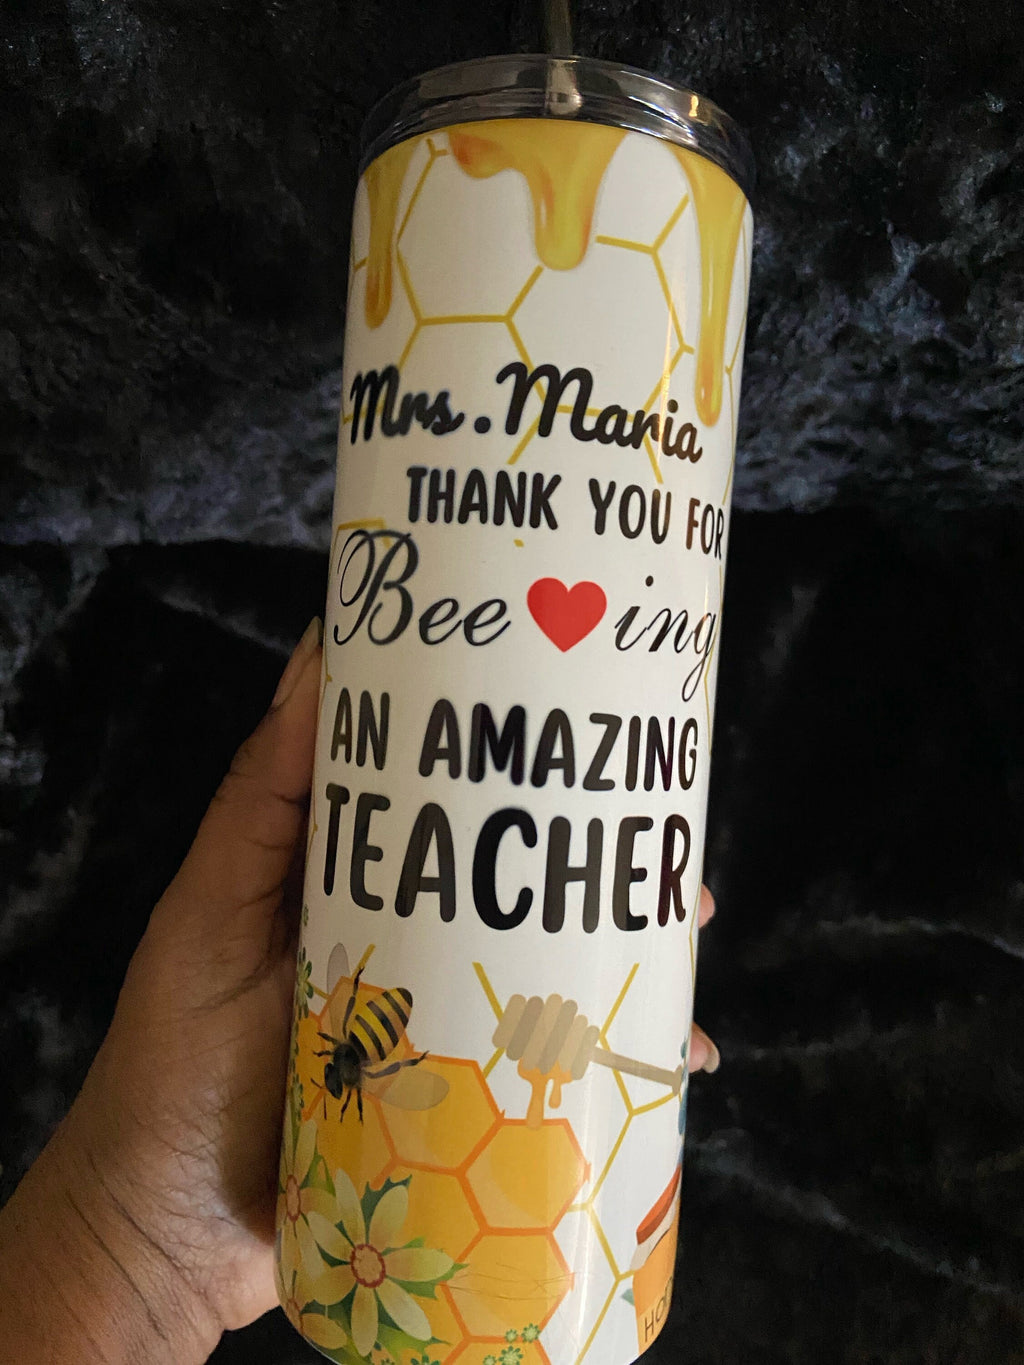 Mrs. Maria
THANK YOU FOR
Bee❤ing
AN AMAZING
TEACHER